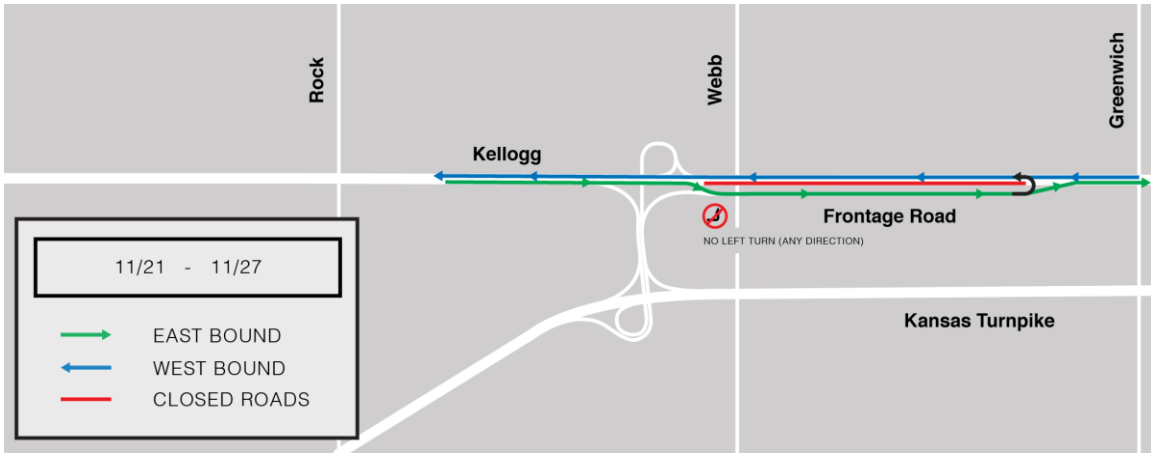 Rock
Webb
Greenwich
Kellogg
Frontage Road
NO LEFT TURN (ANY DIRECTION)
Kansas Turnpike
11/21 - 11/27
EAST BOUND
WEST BOUND
CLOSED ROADS